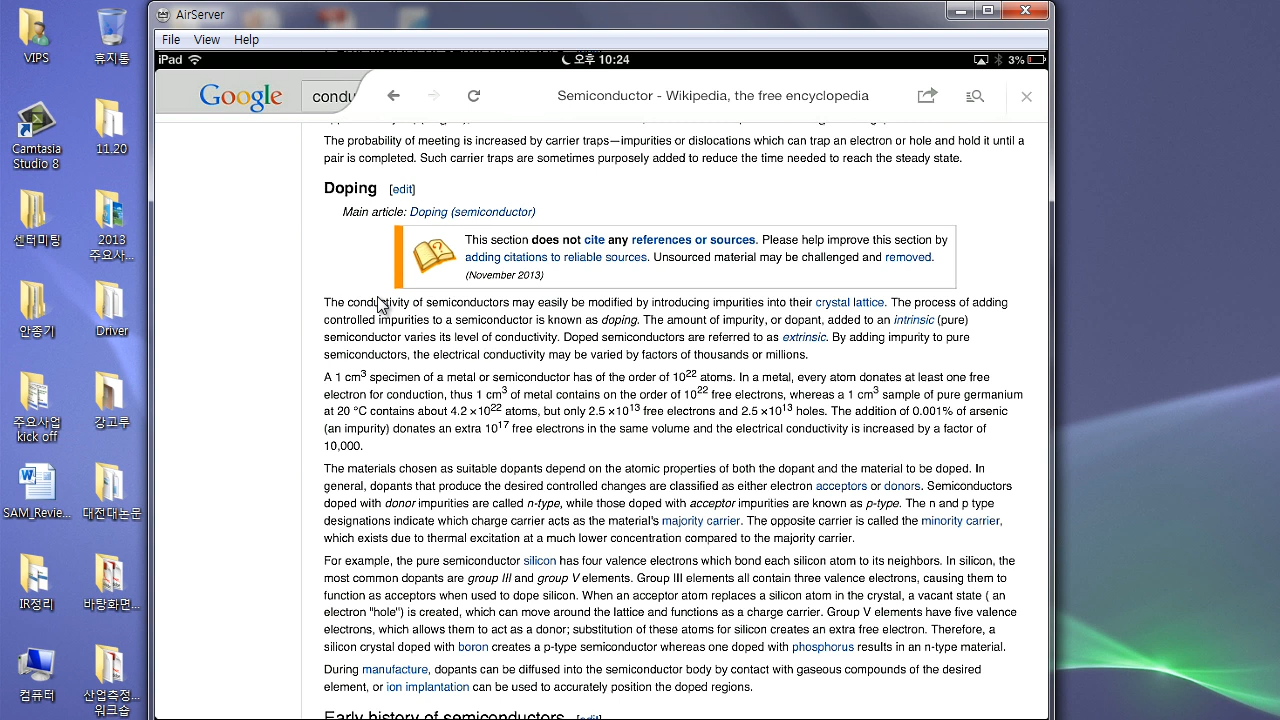 AirServer
File View Help
iPad 오후 10:24 3%
Google condu Semiconductor - Wikipedia, the free encyclopedia
The probability of meeting is increased by carrier traps—impurities or dislocations which can trap an electron or hole and hold it until a
pair is completed. Such carrier traps are sometimes purposely added to reduce the time needed to reach the steady state.
Doping [edit]
Main article: Doping (semiconductor)
This section does not cite any references or sources. Please help improve this section by
adding citations to reliable sources. Unsourced material may be challenged and removed.
(November 2013)
The conductivity of semiconductors may easily be modified by introducing impurities into their crystal lattice. The process of adding
controlled impurities to a semiconductor is known as doping. The amount of impurity, or dopant, added to an intrinsic (pure)
semiconductor varies its level of conductivity. Doped semiconductors are referred to as extrinsic. By adding impurity to pure
semiconductors, the electrical conductivity may be varied by factors of thousands or millions.
A 1 cm³ specimen of a metal or semiconductor has of the order of 10²² atoms. In a metal, every atom donates at least one free
electron for conduction, thus 1 cm³ of metal contains on the order of 10²² free electrons, whereas a 1 cm³ sample of pure germanium
at 20 °C contains about 4.2 ×10²² atoms, but only 2.5 ×10¹³ free electrons and 2.5 ×10¹³ holes. The addition of 0.001% of arsenic
(an impurity) donates an extra 10¹⁷ free electrons in the same volume and the electrical conductivity is increased by a factor of
10,000.
The materials chosen as suitable dopants depend on the atomic properties of both the dopant and the material to be doped. In
general, dopants that produce the desired controlled changes are classified as either electron acceptors or donors. Semiconductors
doped with donor impurities are called n-type, while those doped with acceptor impurities are known as p-type. The n and p type
designations indicate which charge carrier acts as the material's majority carrier. The opposite carrier is called the minority carrier,
which exists due to thermal excitation at a much lower concentration compared to the majority carrier.
For example, the pure semiconductor silicon has four valence electrons which bond each silicon atom to its neighbors. In silicon, the
most common dopants are group III and group V elements. Group III elements all contain three valence electrons, causing them to
function as acceptors when used to dope silicon. When an acceptor atom replaces a silicon atom in the crystal, a vacant state ( an
electron "hole") is created, which can move around the lattice and functions as a charge carrier. Group V elements have five valence
electrons, which allows them to act as a donor; substitution of these atoms for silicon creates an extra free electron. Therefore, a
silicon crystal doped with boron creates a p-type semiconductor whereas one doped with phosphorus results in an n-type material.
During manufacture, dopants can be diffused into the semiconductor body by contact with gaseous compounds of the desired
element, or ion implantation can be used to accurately position the doped regions.
Early history of semiconductors [edit]
VIPS 휴지통
Camtasia 11.20
Studio 8
센터미팅 2013
주요사...
안종기 Driver
주요사업 강고루
kick off
SAM_Revie... 대전대논문
IR정리 바탕화면...
컴퓨터 산업측정...
워크숍